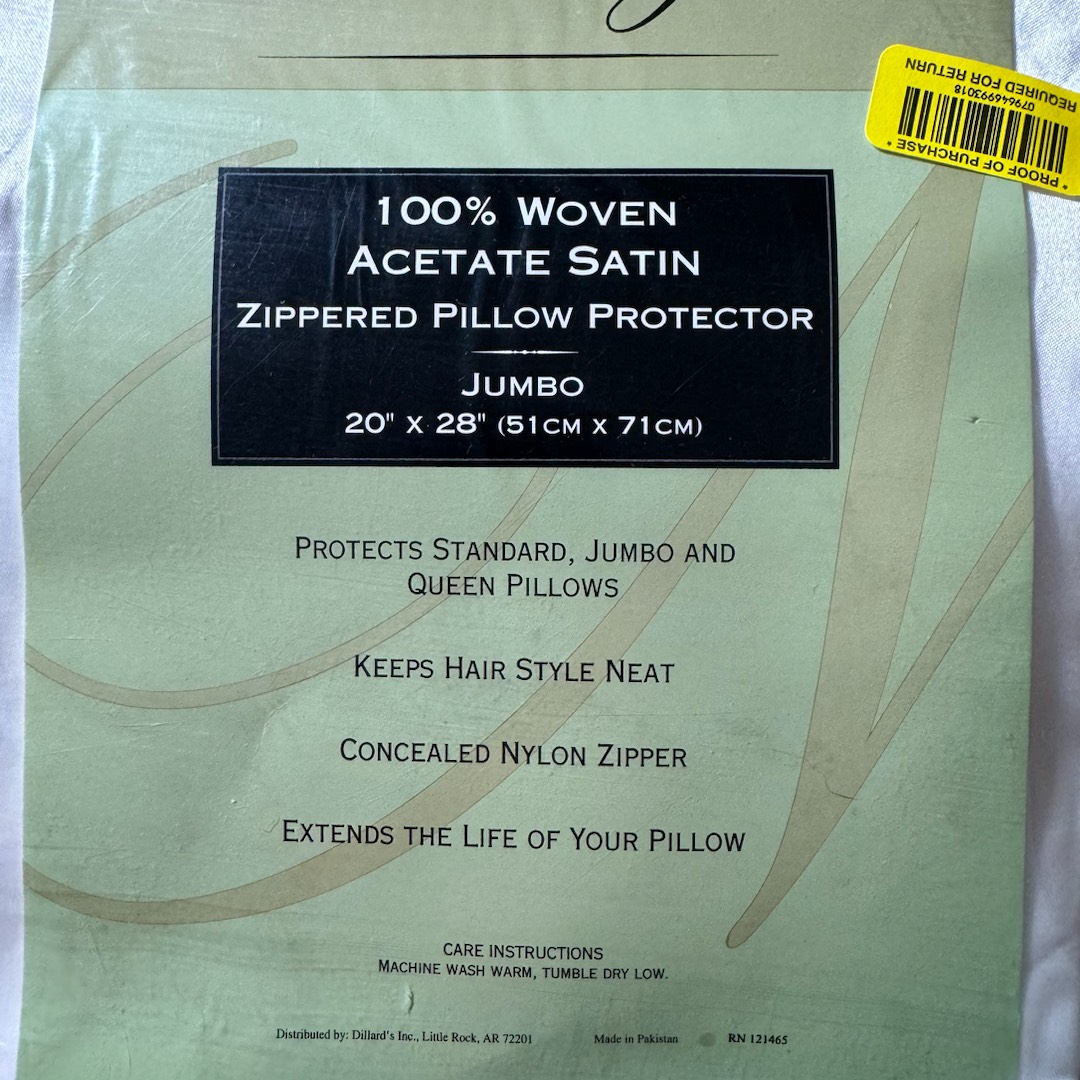 100% WOVEN
ACETATE SATIN
ZIPPERED PILLOW PROTECTOR
JUMBO
20" X 28" (51CM X 71CM)
PROTECTS STANDARD, JUMBO AND
QUEEN PILLOWS
KEEPS HAIR STYLE NEAT
CONCEALED NYLON ZIPPER
EXTENDS THE LIFE OF YOUR PILLOW
CARE INSTRUCTIONS
MACHINE WASH WARM, TUMBLE DRY LOW.
Distributed by: Dillard's Inc., Little Rock, AR 72201 Made in Pakistan RN 121465
* PROOF OF PURCHASE *
079646993018
REQUIRED FOR RETURN